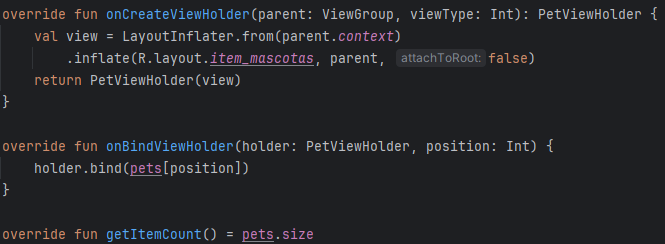 override fun onCreateViewHolder(parent: ViewGroup, viewType: Int): PetViewHolder {
    val view = LayoutInflater.from(parent.context)
        .inflate(R.layout.item_mascotas, parent, attachToRoot: false)
    return PetViewHolder(view)
}

override fun onBindViewHolder(holder: PetViewHolder, position: Int) {
    holder.bind(pets[position])
}

override fun getItemCount() = pets.size